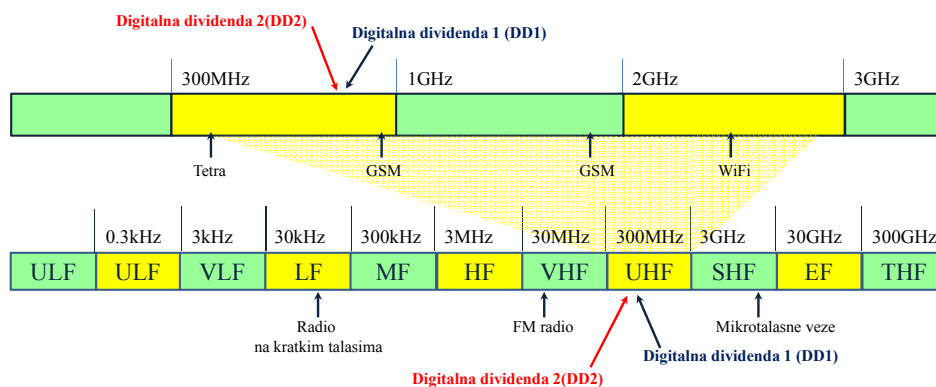 Digitalna dividenda 2(DD2)
Digitalna dividenda 1 (DD1)
300MHz
1GHz
2GHz
3GHz
Tetra
GSM
GSM
WiFi
0.3kHz
3kHz
30kHz
300kHz
3MHz
30MHz
300MHz
3GHz
30GHz
300GHz
ULF
ULF
VLF
LF
MF
HF
VHF
UHF
SHF
EF
THF
Radio
na kratkim talasima
FM radio
Mikrotalasne veze
Digitalna dividenda 1 (DD1)
Digitalna dividenda 2(DD2)